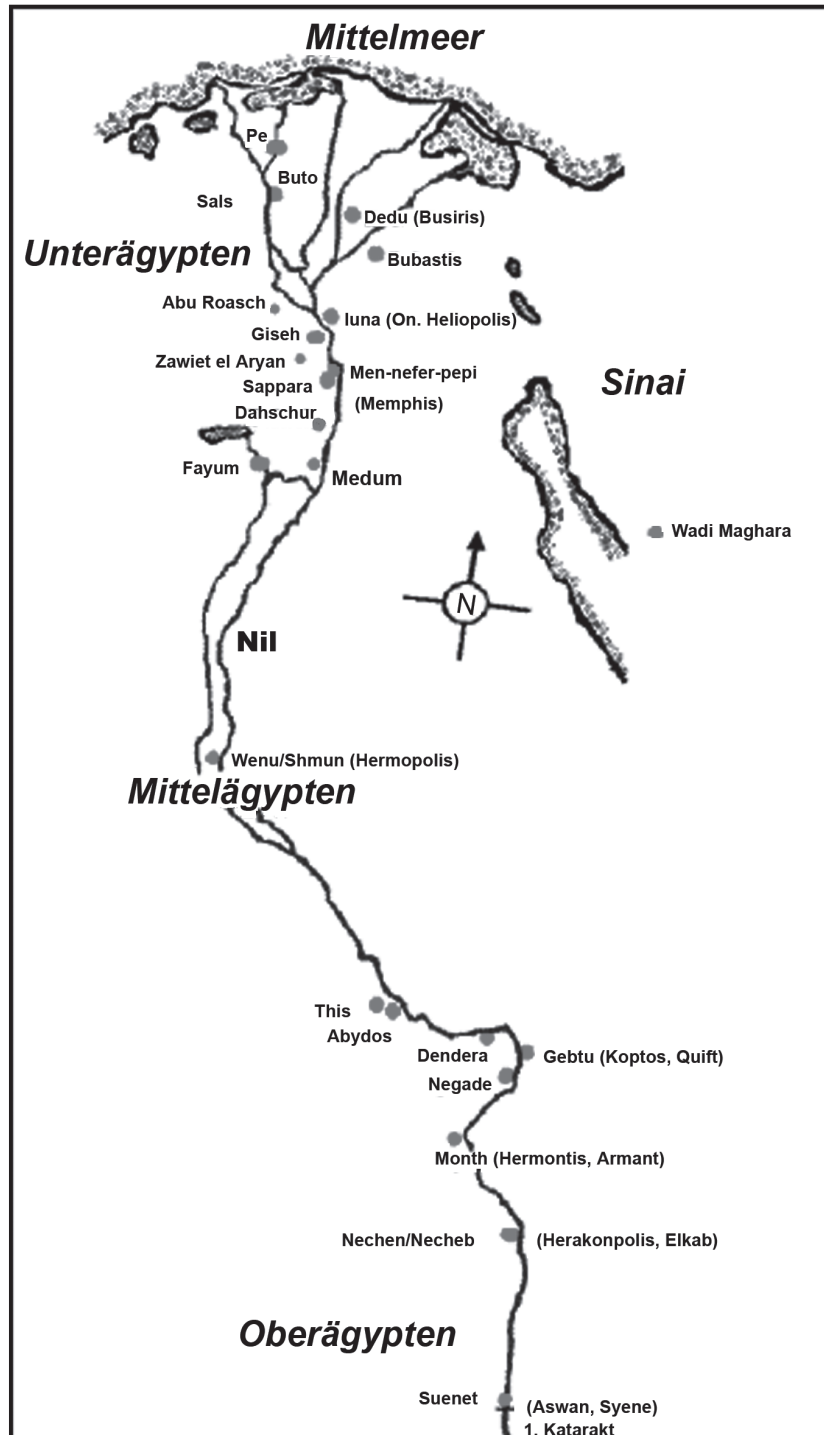 Mittelmeer
Pe
Buto
Sals
Dedu (Busiris)
Unterägypten
Bubastis
Abu Roasch
Iuna (On. Heliopolis)
Giseh
Zawiet el Aryan
Men-nefer-pepi
Sappara
Sinai
(Memphis)
Dahschur
Fayum
Medum
Wadi Maghara
N
Nil
Wenu/Shmun (Hermopolis)
Mittelägypten
This
Abydos
Dendera
Gebtu (Koptos, Quift)
Negade
Month (Hermontis, Armant)
Nechen/Necheb
(Herakonpolis, Elkab)
Oberägypten
Suenet
(Aswan, Syene)
1. Katarakt